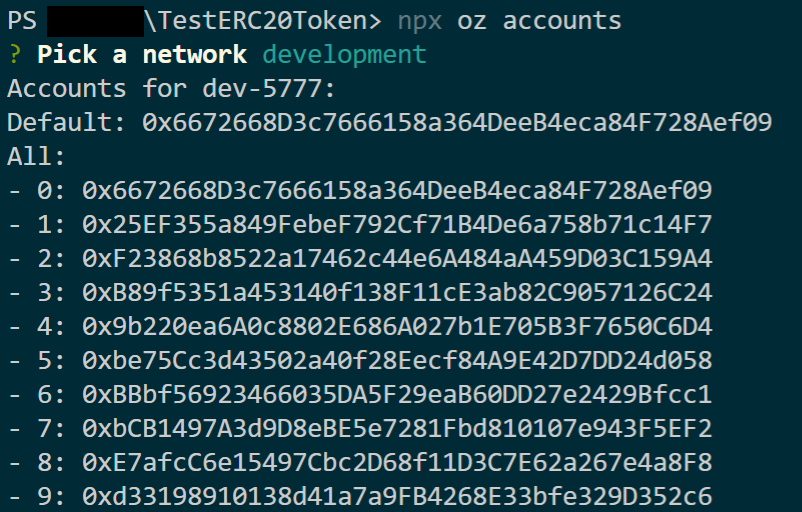 PS \TestERC20Token> npx oz accounts
? Pick a network development
Accounts for dev-5777:
Default: 0x6672668D3c7666158a364DeeB4eca84F728Aef09
All:
- 0: 0x6672668D3c7666158a364DeeB4eca84F728Aef09
- 1: 0x25EF355a849FebeF792Cf71B4De6a758b71c14F7
- 2: 0xF23868b8522a17462c44e6A484aA459D03C159A4
- 3: 0xB89f5351a453140f138F11cE3ab82C9057126C24
- 4: 0x9b220ea6A0c8802E686A027b1E705B3F7650C6D4
- 5: 0xbe75Cc3d43502a40f28Eecf84A9E42D7DD24d058
- 6: 0xBBbf56923466035DA5F29eaB60DD27e2429Bfcc1
- 7: 0xbCB1497A3d9D8eBE5e7281Fbd810107e943F5EF2
- 8: 0xE7afcC6e15497Cbc2D68f11D3C7E62a267e4a8F8
- 9: 0xd33198910138d41a7a9FB4268E33bfe329D352c6